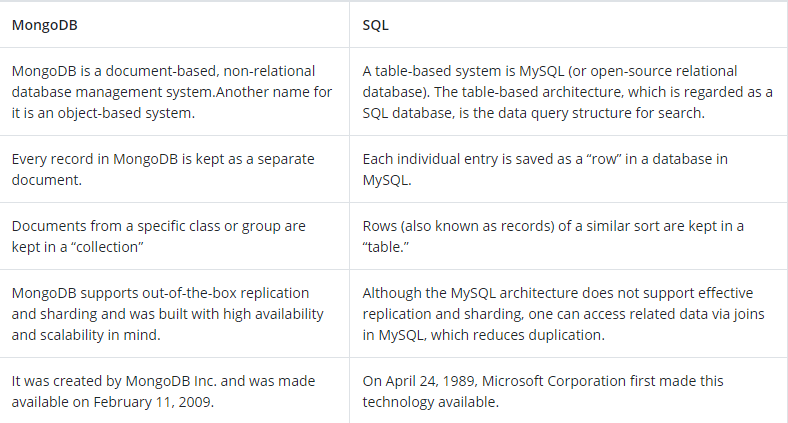 MongoDB
SQL
MongoDB is a document-based, non-relational
database management system.Another name for
it is an object-based system.
A table-based system is MySQL (or open-source relational
database). The table-based architecture, which is regarded as a
SQL database, is the data query structure for search.
Every record in MongoDB is kept as a separate
document.
Each individual entry is saved as a “row” in a database in
MySQL.
Documents from a specific class or group are
kept in a “collection”
Rows (also known as records) of a similar sort are kept in a
“table.”
MongoDB supports out-of-the-box replication
and sharding and was built with high availability
and scalability in mind.
Although the MySQL architecture does not support effective
replication and sharding, one can access related data via joins
in MySQL, which reduces duplication.
It was created by MongoDB Inc. and was made
available on February 11, 2009.
On April 24, 1989, Microsoft Corporation first made this
technology available.